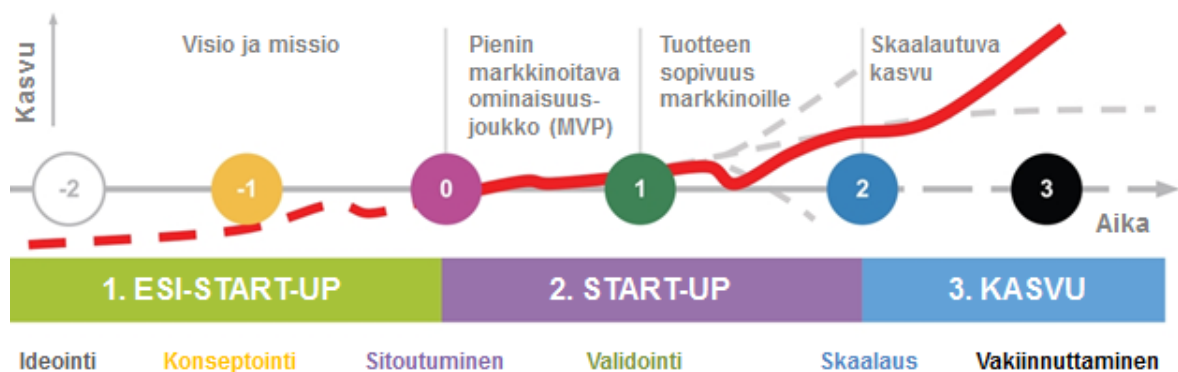 Kasvu
Visio ja missio
Pienin
markkinoitava
ominaisuus-
joukko (MVP)
Tuotteen
sopivuus
markkinoille
Skaalautuva
kasvu
-2
-1
0
1
2
3
Aika
1. ESI-START-UP
2. START-UP
3. KASVU
Ideointi
Konseptointi
Sitoutuminen
Validointi
Skaalaus
Vakiinnuttaminen